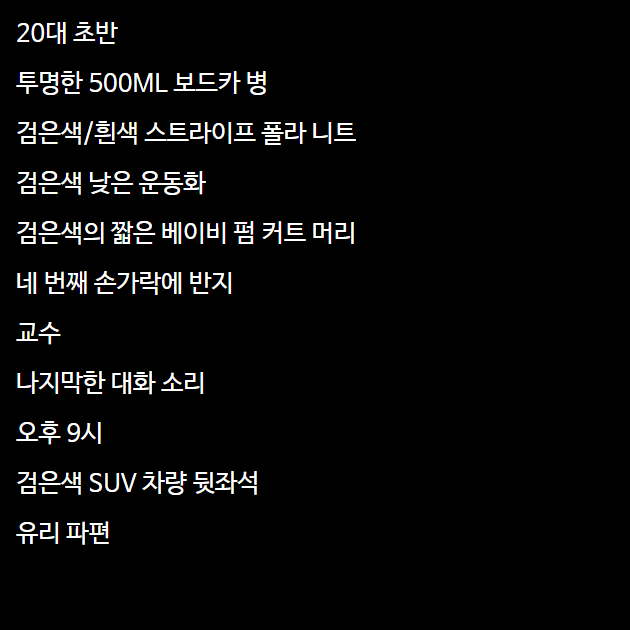 20대 초반
투명한 500ML 보드카 병
검은색/흰색 스트라이프 폴라 니트
검은색 낮은 운동화
검은색의 짧은 베이비 펌 커트 머리
네 번째 손가락에 반지
교수
나지막한 대화 소리
오후 9시
검은색 SUV 차량 뒷좌석
유리 파편